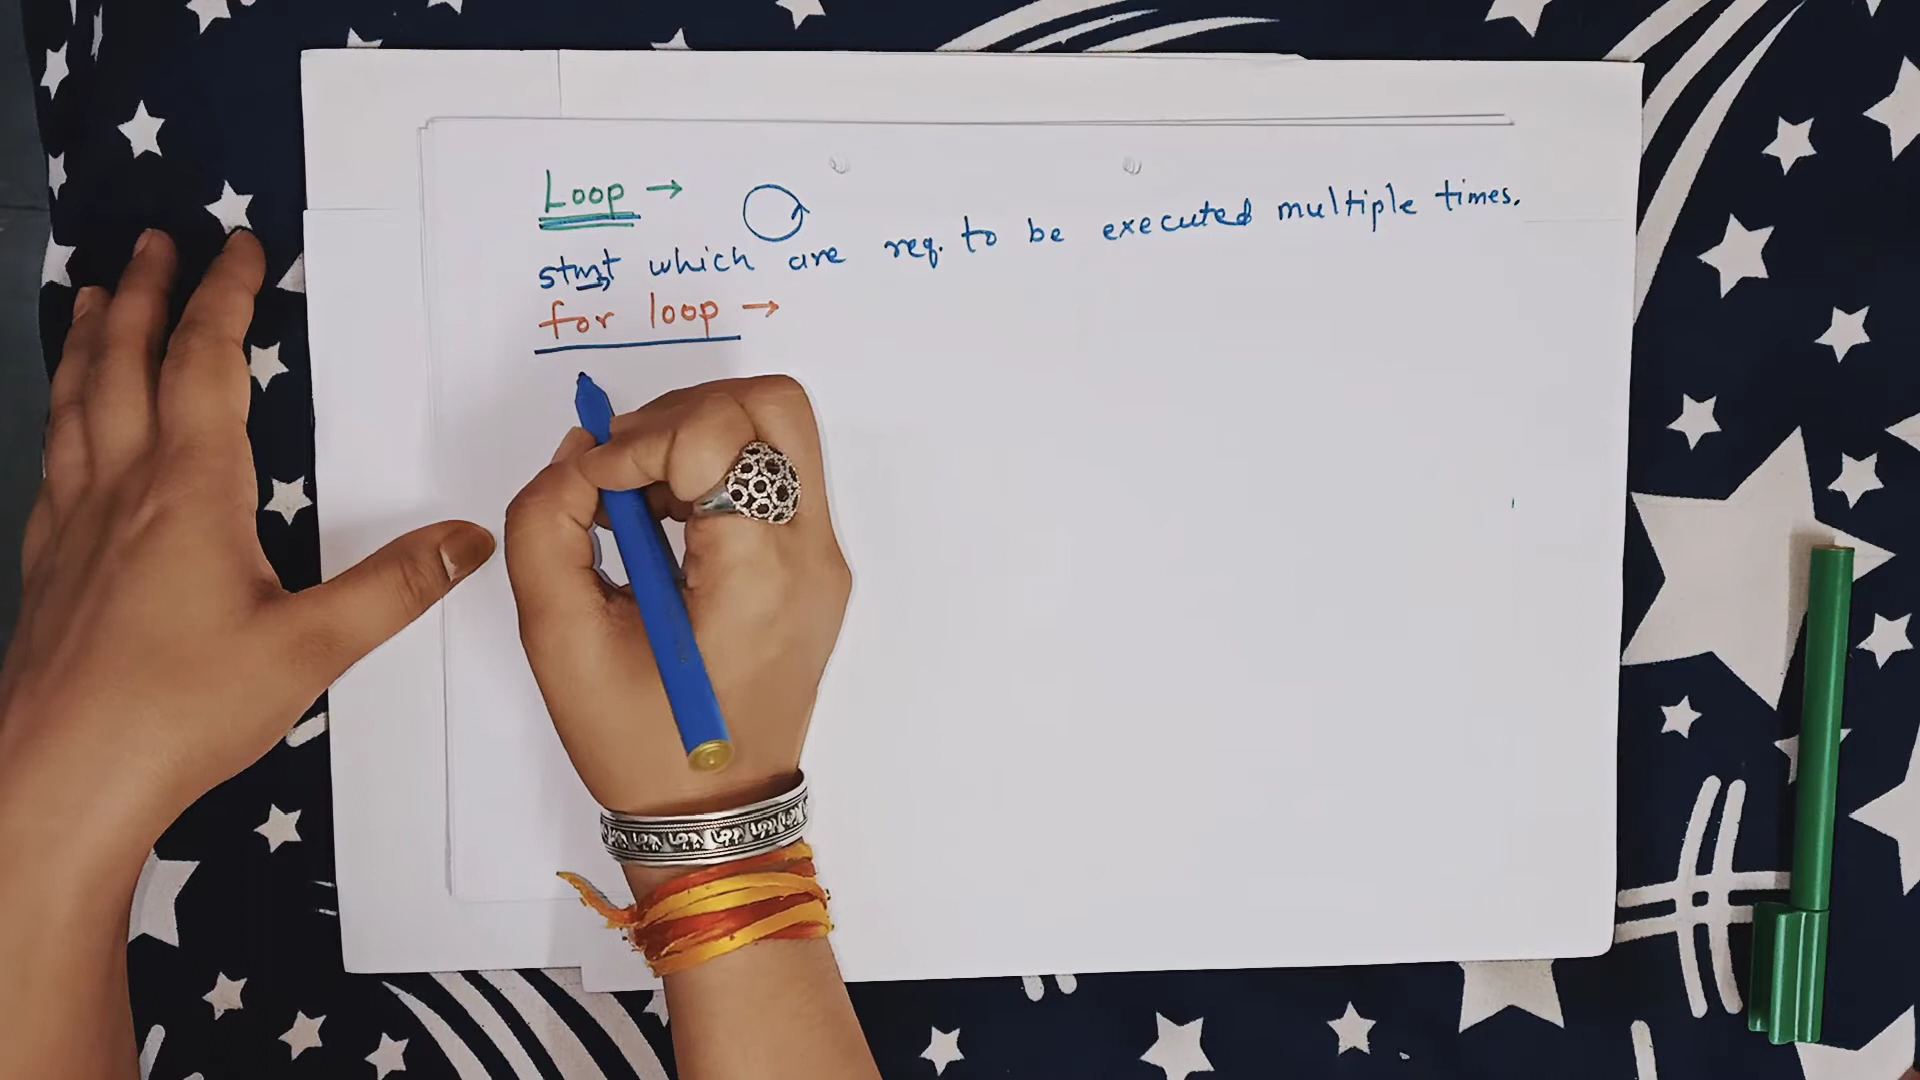 Loop →
stmt which are req. to be executed multiple times.
for loop →